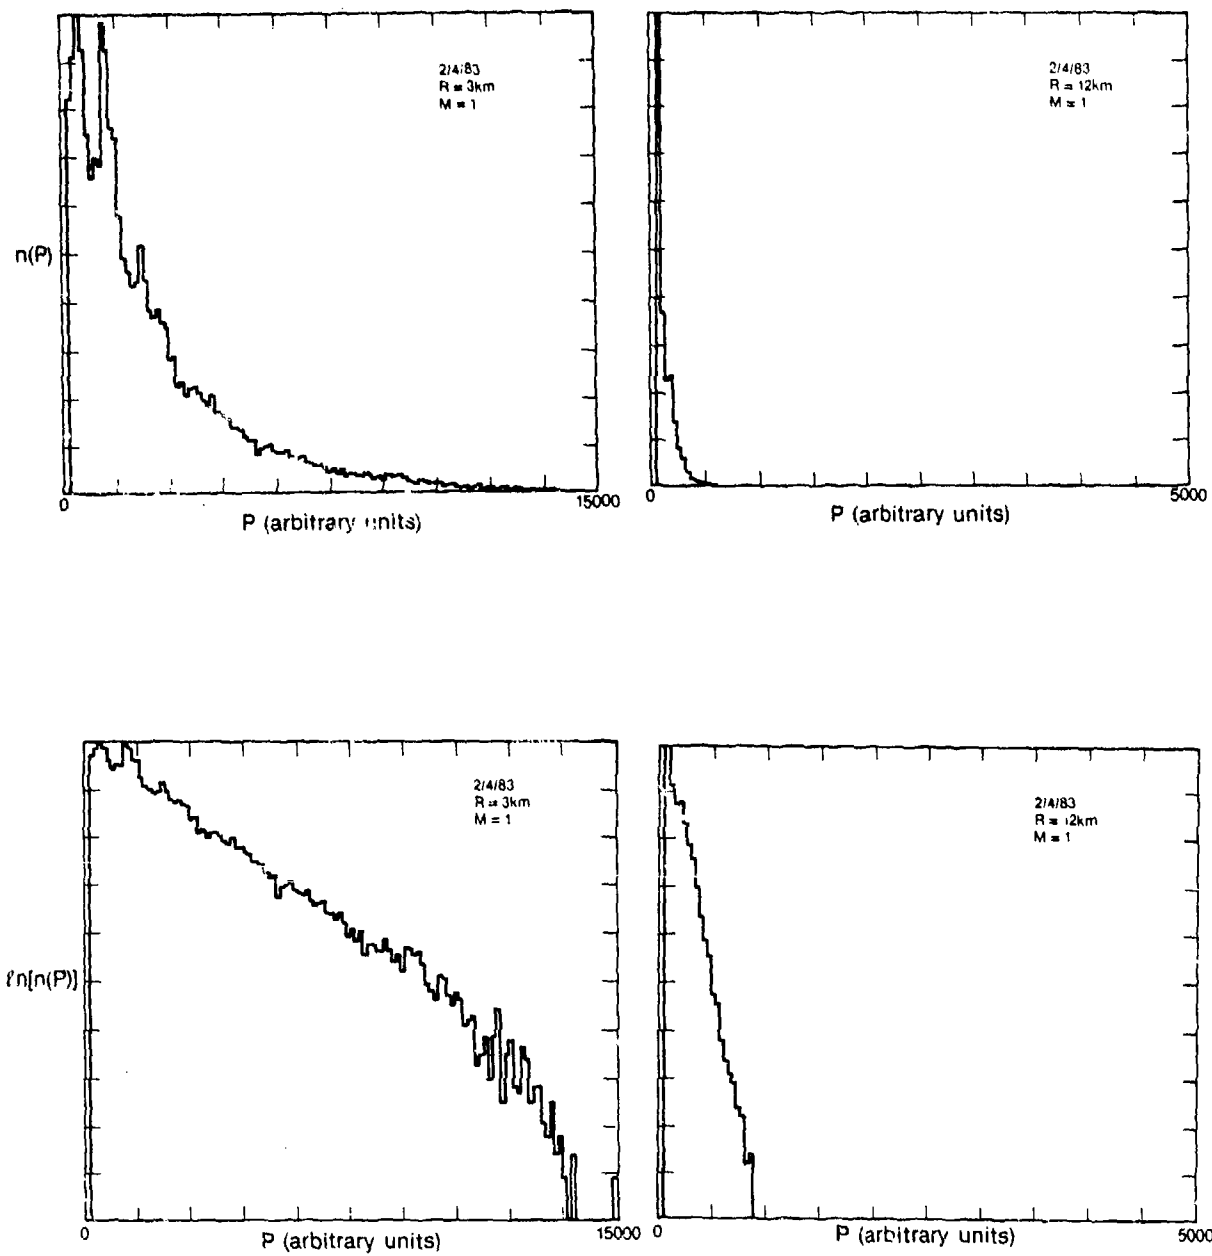 2/4/83
R = 3km
M = 1
n(P)
0
15000
P (arbitrary units)
2/4/83
R = 12km
M = 1
0
5000
P (arbitrary units)
2/4/83
R = 3km
M = 1
ℓn[n(P)]
0
15000
P (arbitrary units)
2/4/83
R = 12km
M = 1
0
5000
P (arbitrary units)